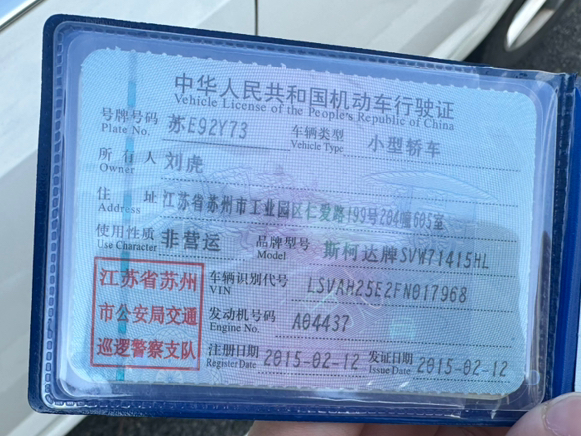 中华人民共和国机动车行驶证
Vehicle License of the People's Republic of China
号牌号码 苏E92Y73 车辆类型 小型轿车
Plate No. Vehicle Type
所有人 刘虎
Owner
住址 江苏省苏州市工业园区仁爱路199号204幢605室
Address
使用性质 非营运 品牌型号 斯柯达牌SVW71415HL
Use Character Model
江苏省苏州
市公安局交通
巡逻警察支队
车辆识别代号 LSVAH25E2FN017968
VIN
发动机号码 A04437
Engine No.
注册日期 2015-02-12 发证日期 2015-02-12
Register Date Issue Date